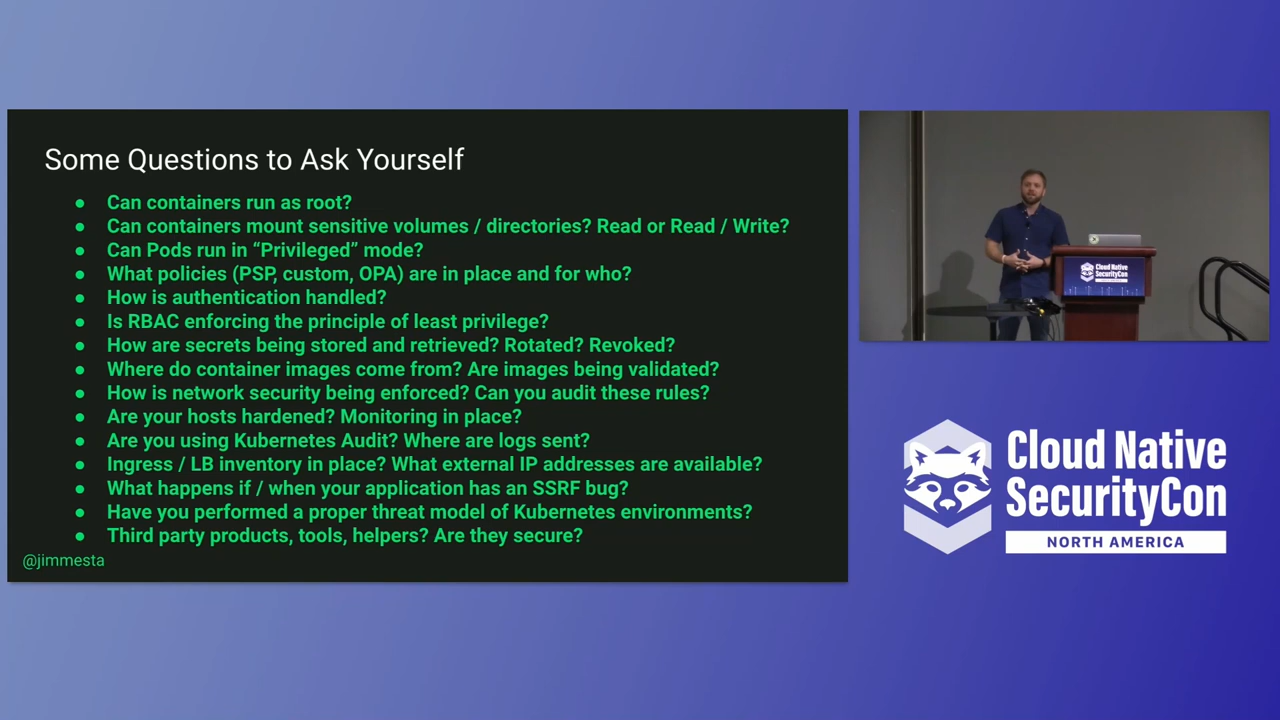 Some Questions to Ask Yourself
● Can containers run as root?
● Can containers mount sensitive volumes / directories? Read or Read / Write?
● Can Pods run in “Privileged” mode?
● What policies (PSP, custom, OPA) are in place and for who?
● How is authentication handled?
● Is RBAC enforcing the principle of least privilege?
● How are secrets being stored and retrieved? Rotated? Revoked?
● Where do container images come from? Are images being validated?
● How is network security being enforced? Can you audit these rules?
● Are your hosts hardened? Monitoring in place?
● Are you using Kubernetes Audit? Where are logs sent?
● Ingress / LB inventory in place? What external IP addresses are available?
● What happens if / when your application has an SSRF bug?
● Have you performed a proper threat model of Kubernetes environments?
● Third party products, tools, helpers? Are they secure?
@jimmesta
Cloud Native
SecurityCon
Cloud Native
SecurityCon
NORTH AMERICA